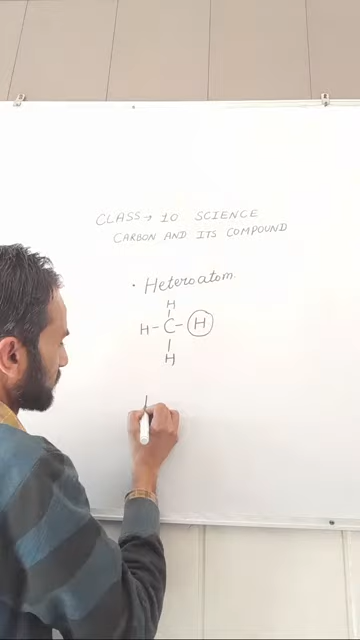 CLASS → 10 SCIENCE
CARBON AND ITS COMPOUND
• Heteroatom
H
H-C-H
H